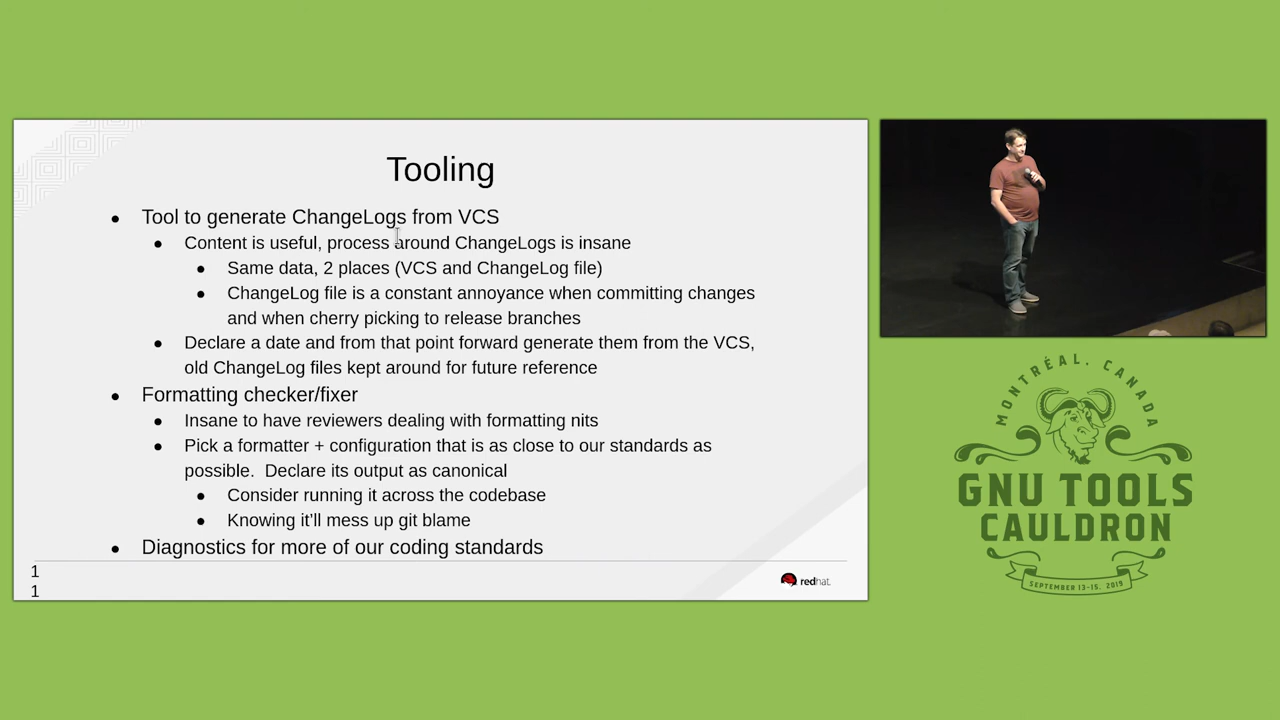 Tooling
● Tool to generate ChangeLogs from VCS
● Content is useful, process around ChangeLogs is insane
● Same data, 2 places (VCS and ChangeLog file)
● ChangeLog file is a constant annoyance when committing changes
and when cherry picking to release branches
● Declare a date and from that point forward generate them from the VCS,
old ChangeLog files kept around for future reference
● Formatting checker/fixer
● Insane to have reviewers dealing with formatting nits
● Pick a formatter + configuration that is as close to our standards as
possible.  Declare its output as canonical
● Consider running it across the codebase
● Knowing it'll mess up git blame
● Diagnostics for more of our coding standards
1
1
redhat.
MONTRÉAL, CANADA
GNU TOOLS
CAULDRON
SEPTEMBER 13-15, 2019